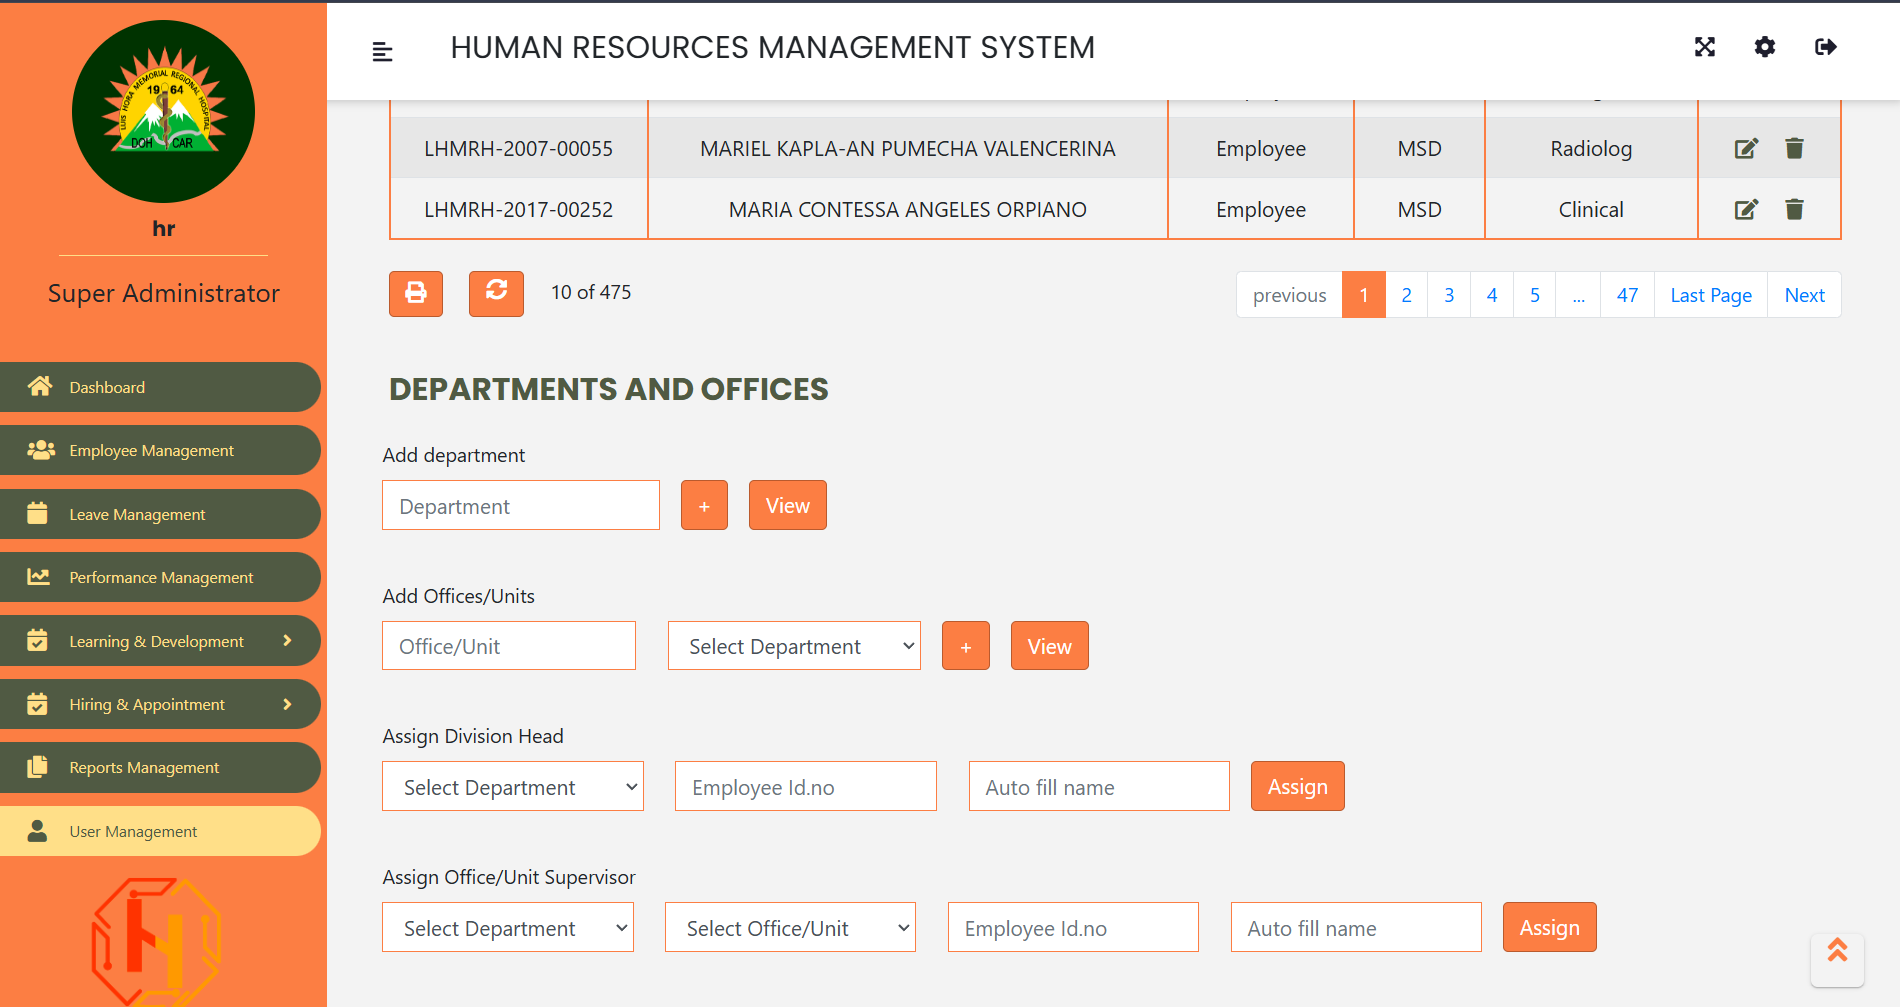 LUIS HORA MEMORIAL REGIONAL HOSPITAL
19 64
DOH CAR
hr
Super Administrator
Dashboard
Employee Management
Leave Management
Performance Management
Learning & Development
Hiring & Appointment
Reports Management
User Management
HUMAN RESOURCES MANAGEMENT SYSTEM
LHMRH-2007-00055 MARIEL KAPLA-AN PUMECHA VALENCERINA Employee MSD Radiolog
LHMRH-2017-00252 MARIA CONTESSA ANGELES ORPIANO Employee MSD Clinical
10 of 475 previous 1 2 3 4 5 ... 47 Last Page Next
DEPARTMENTS AND OFFICES
Add department
Department + View
Add Offices/Units
Office/Unit Select Department + View
Assign Division Head
Select Department Employee Id.no Auto fill name Assign
Assign Office/Unit Supervisor
Select Department Select Office/Unit Employee Id.no Auto fill name Assign